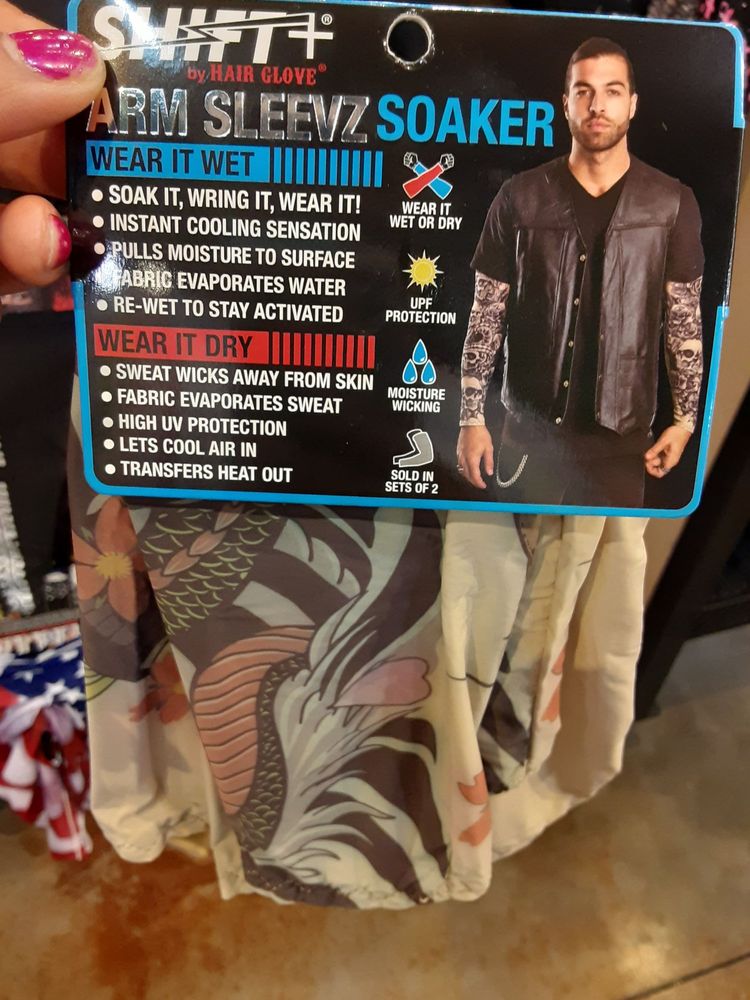 SHIFT+®
by HAIR GLOVE®
ARM SLEEVZ SOAKER
WEAR IT WET
• SOAK IT, WRING IT, WEAR IT!
• INSTANT COOLING SENSATION
• PULLS MOISTURE TO SURFACE
• FABRIC EVAPORATES WATER
• RE-WET TO STAY ACTIVATED
WEAR IT DRY
• SWEAT WICKS AWAY FROM SKIN
• FABRIC EVAPORATES SWEAT
• HIGH UV PROTECTION
• LETS COOL AIR IN
• TRANSFERS HEAT OUT
WEAR IT
WET OR DRY
UPF
PROTECTION
MOISTURE
WICKING
SOLD IN
SETS OF 2